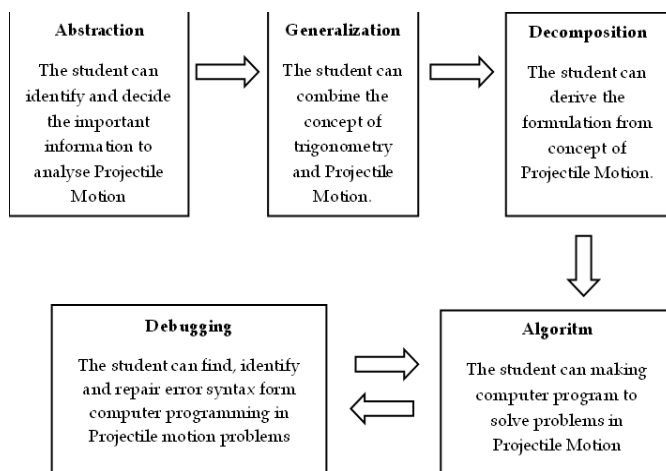 Abstraction
The student can
identify and decide
the important
information to
analyse Projectile
Motion
Generalization
The student can
combine the
concept of
trigonometry
and Projectile
Motion.
Decomposition
The student can
derive the
formulation from
concept of
Projectile Motion.
Debugging
The student can find, identify
and repair error syntax form
computer programming in
Projectile motion problems
Algoritm
The student can making
computer program to
solve problems in
Projectile Motion